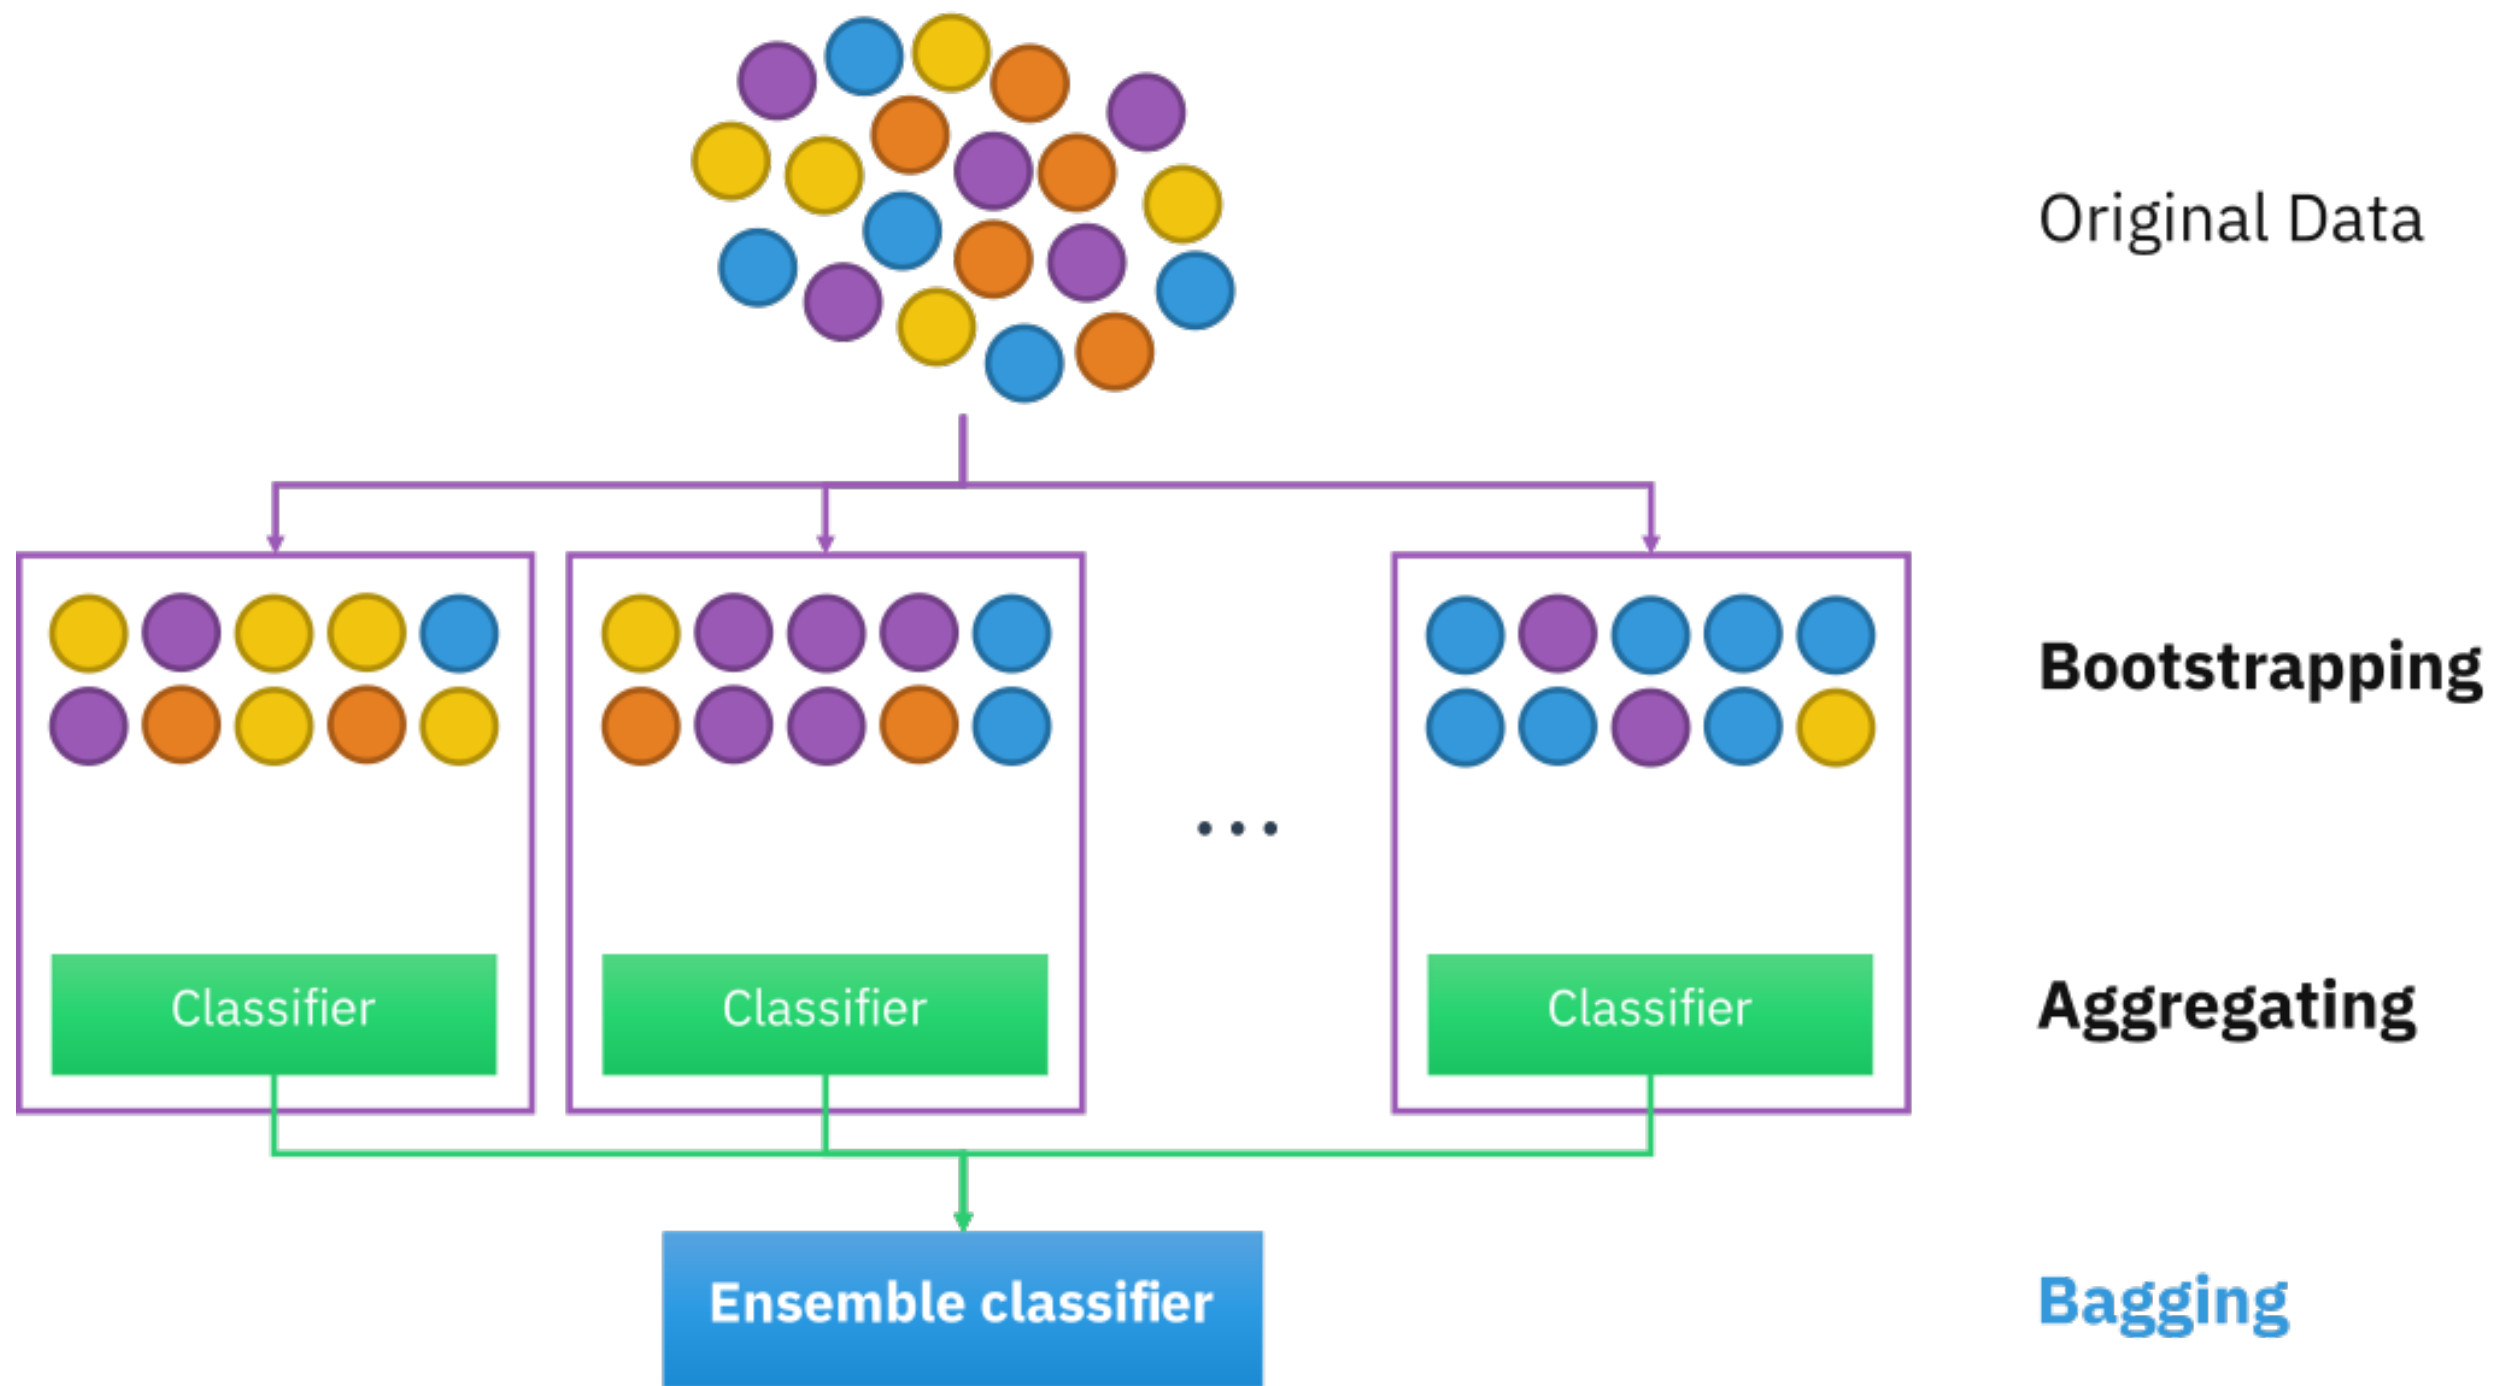 Original Data
Bootstrapping
...
Classifier
Classifier
Classifier
Aggregating
Ensemble classifier
Bagging